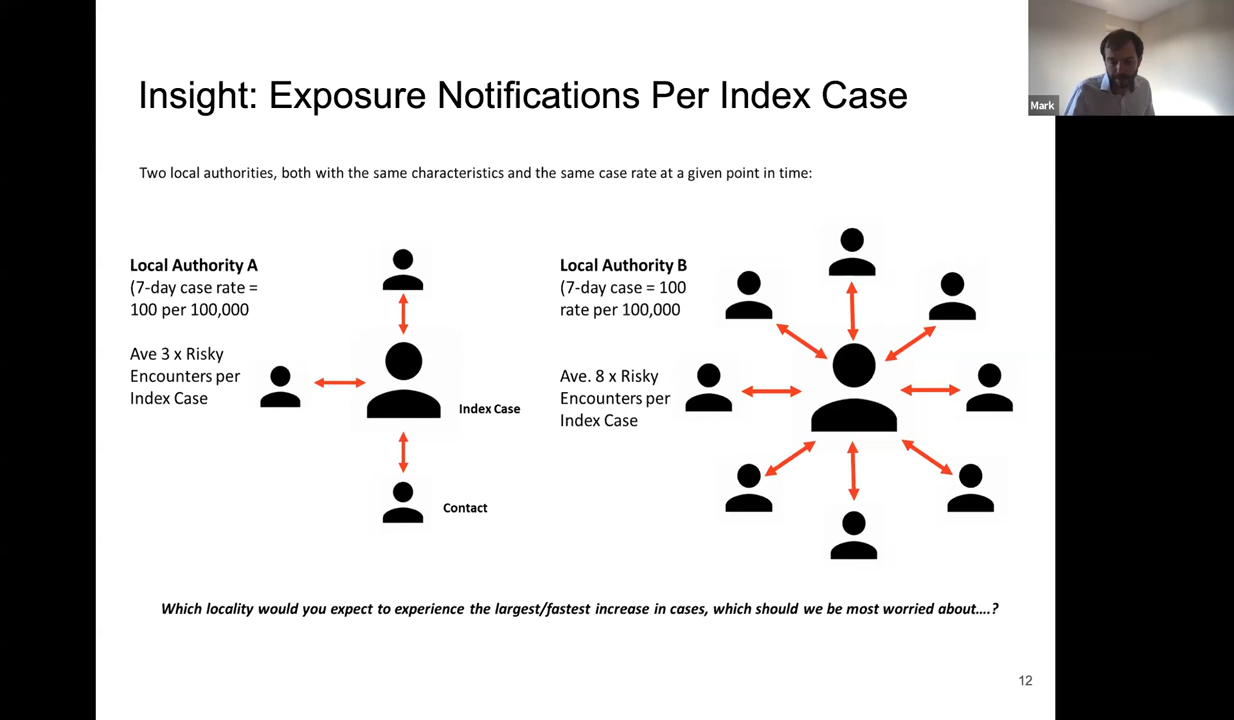 Mark
Insight: Exposure Notifications Per Index Case
Two local authorities, both with the same characteristics and the same case rate at a given point in time:
Local Authority A
(7-day case rate =
100 per 100,000
Ave 3 x Risky
Encounters per
Index Case
Index Case
Contact
Local Authority B
(7-day case = 100
rate per 100,000
Ave. 8 x Risky
Encounters per
Index Case
Which locality would you expect to experience the largest/fastest increase in cases, which should we be most worried about....?
12